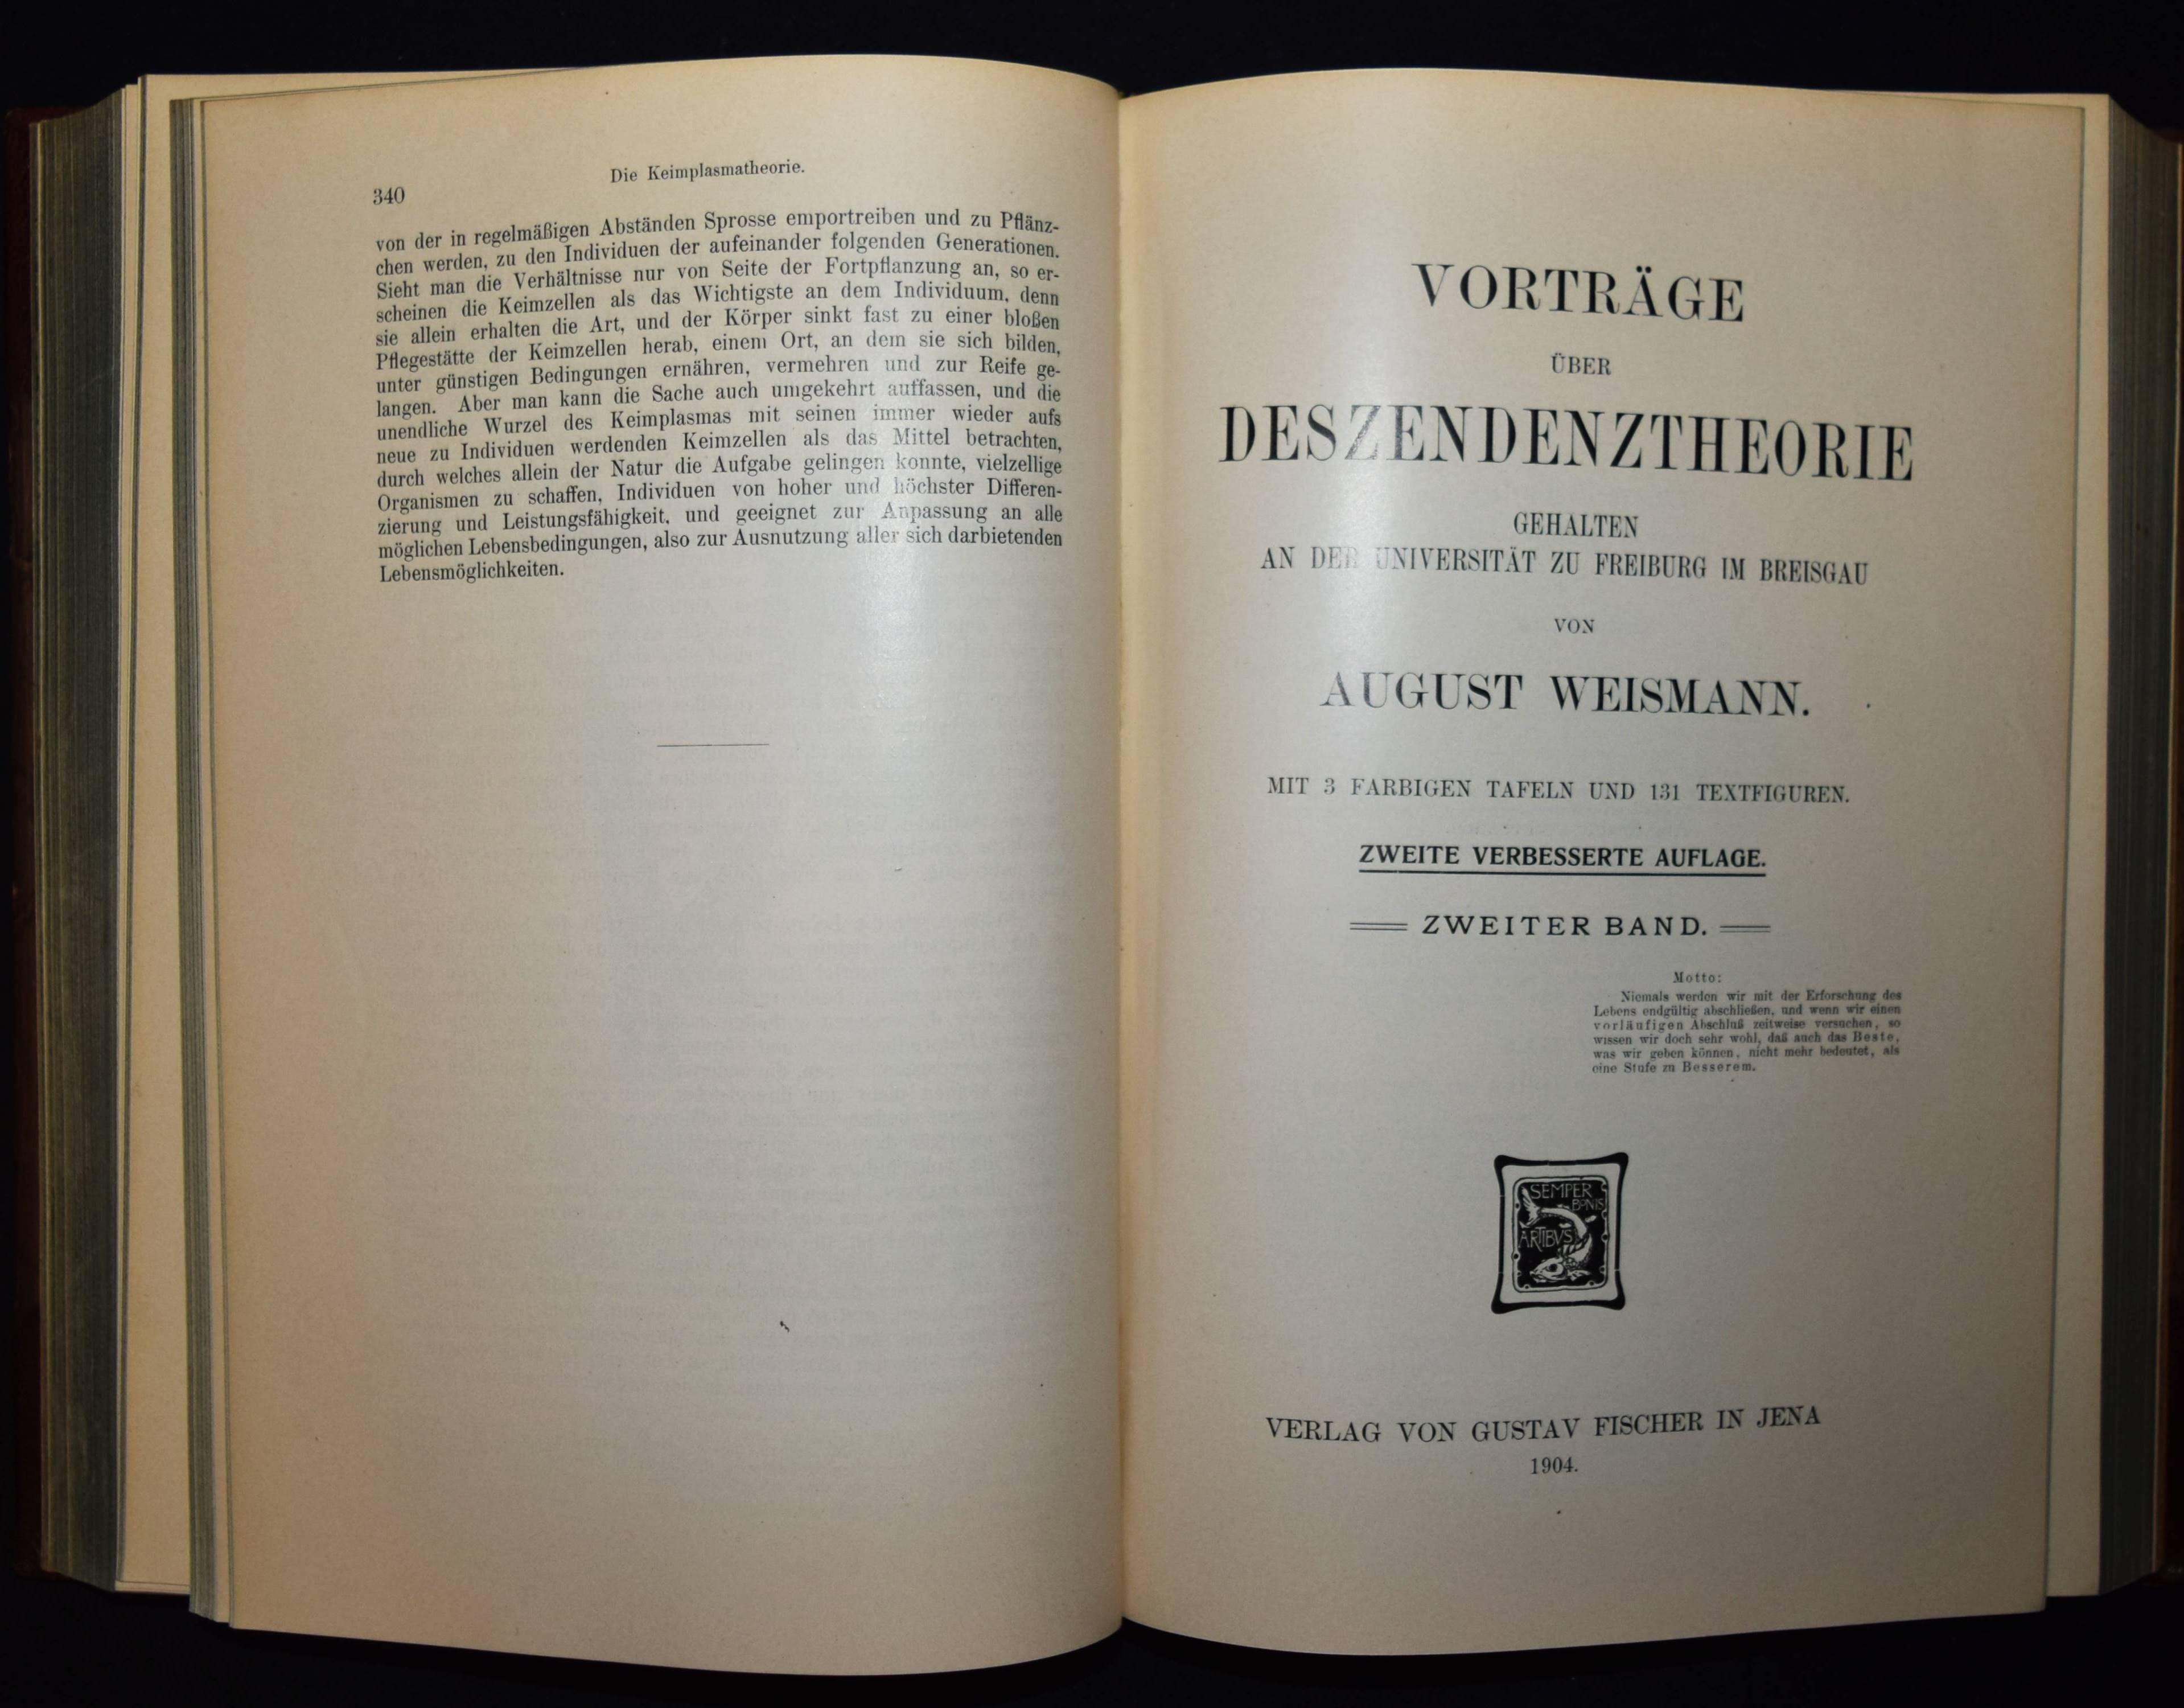 340
Die Keimplasmatheorie.
von der in regelmäßigen Abständen Sprosse emportreiben und zu Pflänz-
chen werden, zu den Individuen der aufeinander folgenden Generationen.
Sieht man die Verhältnisse nur von Seite der Fortpflanzung an, so er-
scheinen die Keimzellen als das Wichtigste an dem Individuum, denn
sie allein erhalten die Art, und der Körper sinkt fast zu einer bloßen
Pflegestätte der Keimzellen herab, einem Ort, an dem sie sich bilden,
unter günstigen Bedingungen ernähren, vermehren und zur Reife ge-
langen. Aber man kann die Sache auch umgekehrt auffassen, und die
unendliche Wurzel des Keimplasmas mit seinen immer wieder aufs
neue zu Individuen werdenden Keimzellen als das Mittel betrachten,
durch welches allein der Natur die Aufgabe gelingen konnte, vielzellige
Organismen zu schaffen, Individuen von hoher und höchster Differen-
zierung und Leistungsfähigkeit, und geeignet zur Anpassung an alle
möglichen Lebensbedingungen, also zur Ausnutzung aller sich darbietenden
Lebensmöglichkeiten.
VORTRÄGE
ÜBER
DESZENDENZTHEORIE
GEHALTEN
AN DER UNIVERSITÄT ZU FREIBURG IM BREISGAU
VON
AUGUST WEISMANN.
MIT 3 FARBIGEN TAFELN UND 131 TEXTFIGUREN.
ZWEITE VERBESSERTE AUFLAGE.
ZWEITER BAND.
Motto:
Niemals werden wir mit der Erforschung des
Lebens endgültig abschließen, und wenn wir einen
vorläufigen Abschluß zeitweise versuchen, so
wissen wir doch sehr wohl, daß auch das Beste,
was wir geben können, nicht mehr bedeutet, als
eine Stufe zu Besserem.
SEMPER
BONIS
ARTIBVS
VERLAG VON GUSTAV FISCHER IN JENA
1904.